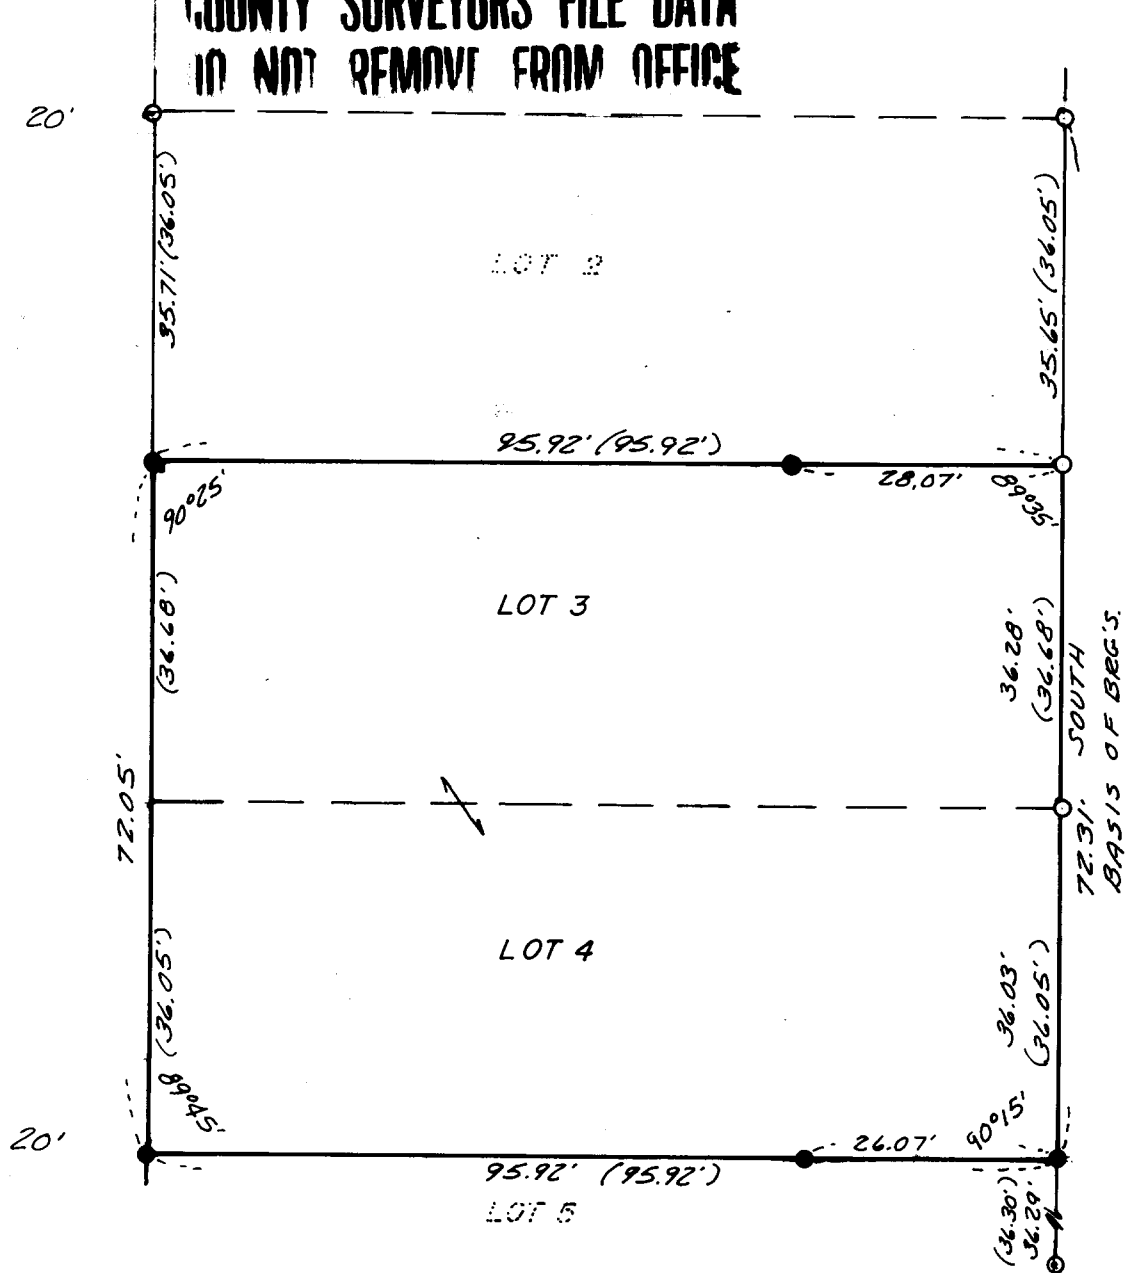 COUNTY SURVEYORS FILE DATA
DO NOT REMOVE FROM OFFICE
20'
35.71' (36.05')
35.65' (36.05')
LOT 2
95.92' (95.92')
28.07'
90°25'
89°35'
LOT 3
(36.68')
36.28'
(36.68')
72.05'
72.31' SOUTH
BASIS OF BRG'S.
LOT 4
(36.05')
36.03'
(36.05')
89°45'
90°15'
20'
26.07'
95.92' (95.92')
LOT 5
(36.30')
36.29'